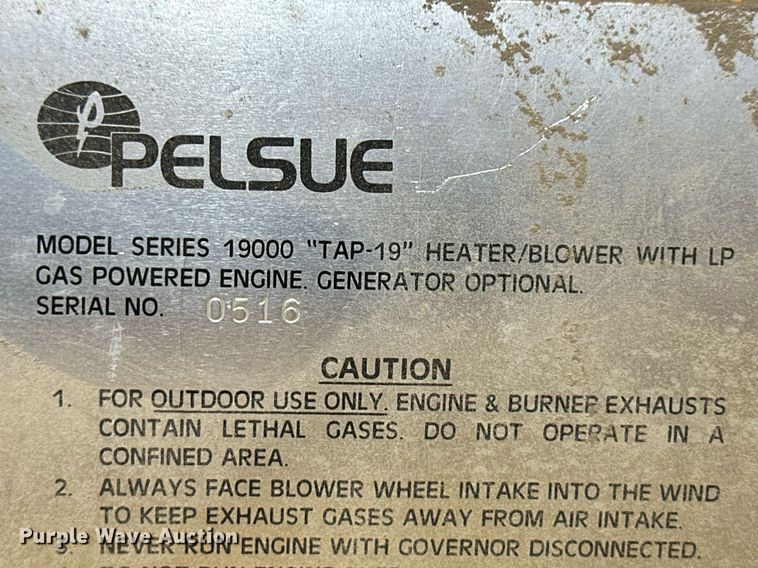 PELSUE
MODEL SERIES 19000 "TAP-19" HEATER/BLOWER WITH LP
GAS POWERED ENGINE. GENERATOR OPTIONAL.
SERIAL NO. 0516
CAUTION
1. FOR OUTDOOR USE ONLY. ENGINE & BURNER EXHAUSTS
CONTAIN LETHAL GASES. DO NOT OPERATE IN A
CONFINED AREA.
2. ALWAYS FACE BLOWER WHEEL INTAKE INTO THE WIND
TO KEEP EXHAUST GASES AWAY FROM AIR INTAKE.
3. NEVER RUN ENGINE WITH GOVERNOR DISCONNECTED.
Purple Wave Auction